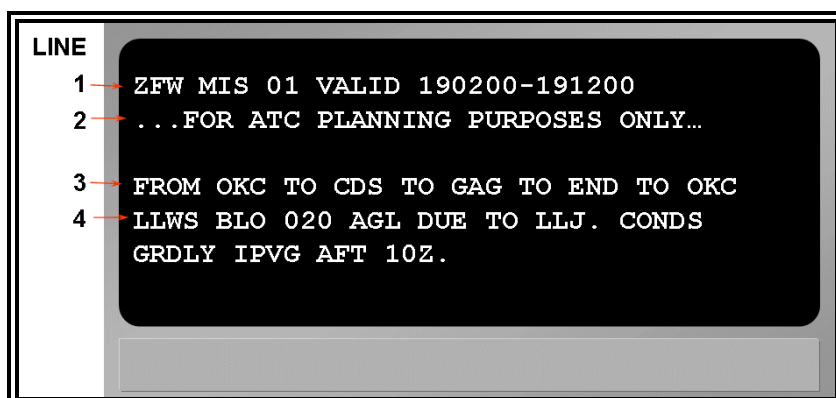 LINE
1 ZFW MIS 01 VALID 190200-191200
2 ...FOR ATC PLANNING PURPOSES ONLY…
3 FROM OKC TO CDS TO GAG TO END TO OKC
4 LLWS BLO 020 AGL DUE TO LLJ. CONDS
GRDLY IPVG AFT 10Z.